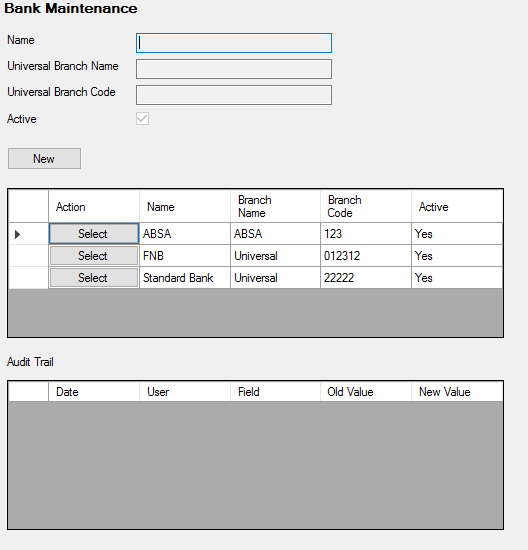 Bank Maintenance
Name
Universal Branch Name
Universal Branch Code
Active
New
Action Name Branch Name Branch Code Active
Select ABSA ABSA 123 Yes
Select FNB Universal 012312 Yes
Select Standard Bank Universal 22222 Yes
Audit Trail
Date User Field Old Value New Value